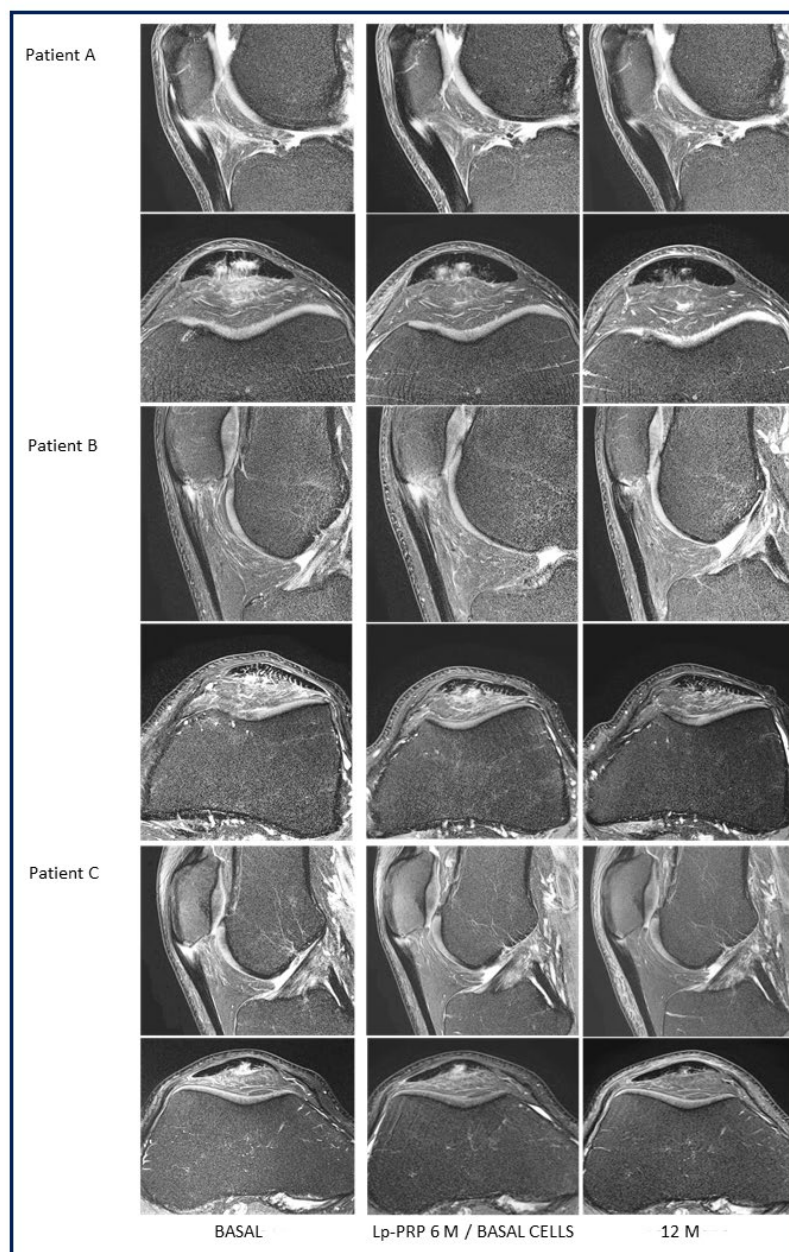 Patient A
Patient B
Patient C
BASAL
Lp-PRP 6 M / BASAL CELLS
12 M